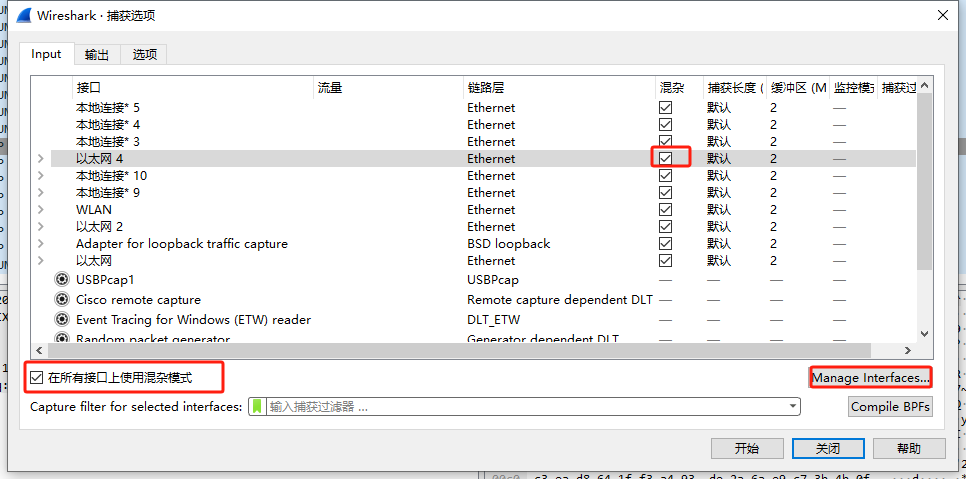 Wireshark · 捕获选项
Input 输出 选项
接口 流量 链路层 混杂 捕获长度 ( 缓冲区 (M 监控模式 捕获过
本地连接* 5 Ethernet 默认 2 —
本地连接* 4 Ethernet 默认 2 —
本地连接* 3 Ethernet 默认 2 —
以太网 4 Ethernet 默认 2 —
本地连接* 10 Ethernet 默认 2 —
本地连接* 9 Ethernet 默认 2 —
WLAN Ethernet 默认 2 —
以太网 2 Ethernet 默认 2 —
Adapter for loopback traffic capture BSD loopback 默认 2 —
以太网 Ethernet 默认 2 —
USBPcap1 USBPcap — — — —
Cisco remote capture Remote capture dependent DLT — — — —
Event Tracing for Windows (ETW) reader DLT_ETW — — — —
Random packet generator Generator dependent DLT — — — —
在所有接口上使用混杂模式 Manage Interfaces...
Capture filter for selected interfaces: 输入捕获过滤器 … Compile BPFs
开始 关闭 帮助